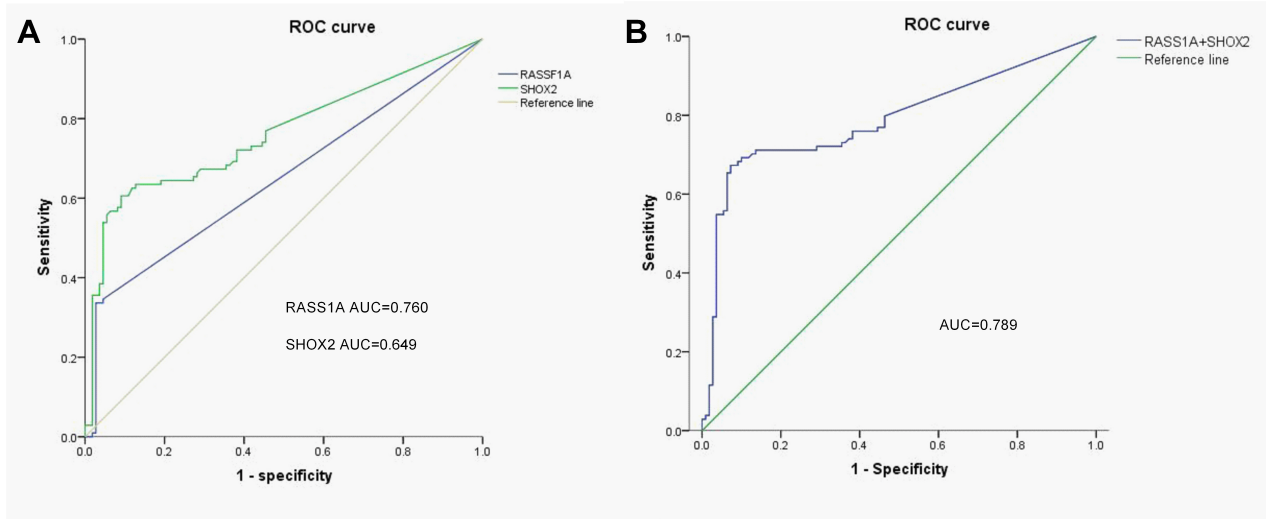 A
ROC curve
1.0
0.8
0.6
0.4
0.2
0.0
Sensitivity
0.0 0.2 0.4 0.6 0.8 1.0
1 - specificity
RASSF1A
SHOX2
Reference line
RASS1A AUC=0.760
SHOX2 AUC=0.649
B
ROC curve
1.0
0.8
0.6
0.4
0.2
0.0
Sensitivity
0.0 0.2 0.4 0.6 0.8 1.0
1 - Specificity
RASS1A+SHOX2
Reference line
AUC=0.789